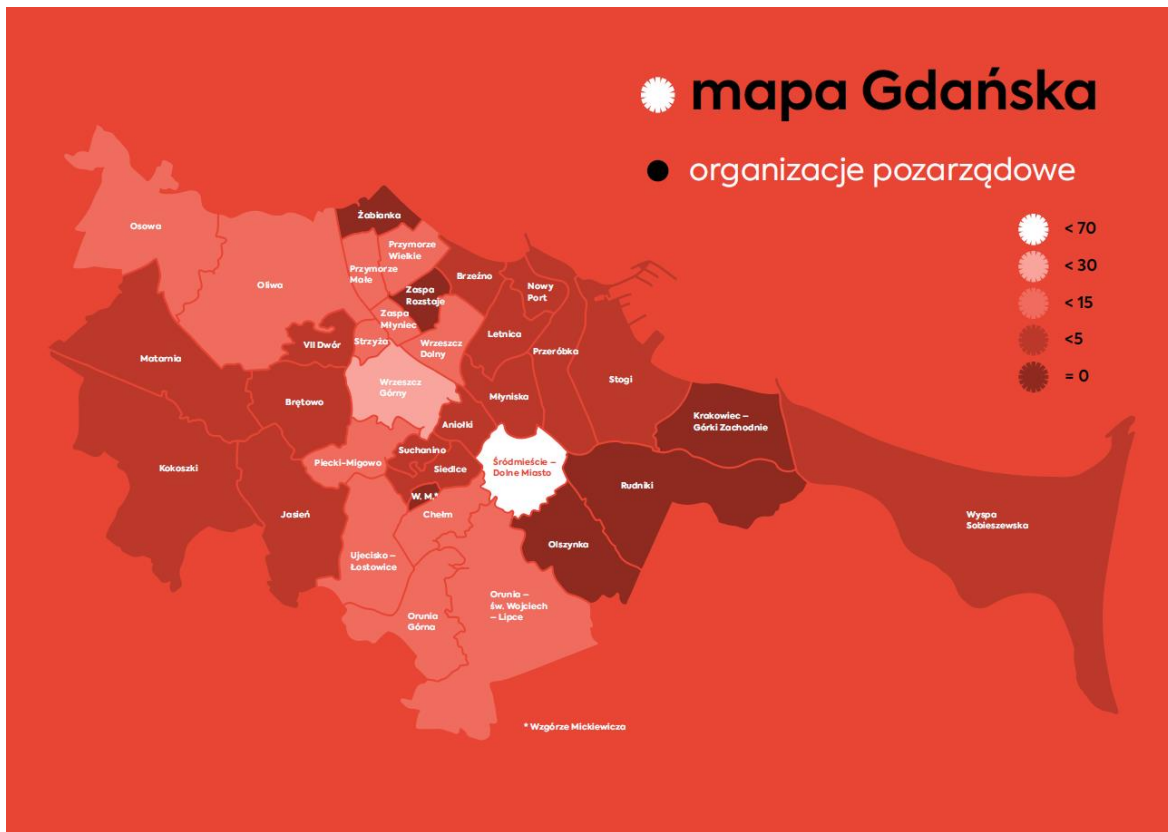 mapa Gdańska
organizacje pozarządowe
< 70
< 30
< 15
<5
= 0
Osowa
Oliwa
Żabianka
Przymorze
Wielkie
Przymorze
Małe
Zaspa
Rozstaje
Zaspa
Młyniec
Brzeźno
Nowy
Port
Letnica
Przeróbka
Matarnia
VII Dwór
Strzyża
Wrzeszcz
Dolny
Wrzeszcz
Górny
Brętowo
Młyniska
Stogi
Aniołki
Krakowiec –
Górki Zachodnie
Kokoszki
Piecki-Migowo
Suchanino
Siedlce
Śródmieście –
Dolne Miasto
Rudniki
Jasień
W. M.*
Chełm
Olszynka
Wyspa
Sobieszewska
Ujecisko –
Łostowice
Orunia
Górna
Orunia –
św. Wojciech
– Lipce
* Wzgórze Mickiewicza